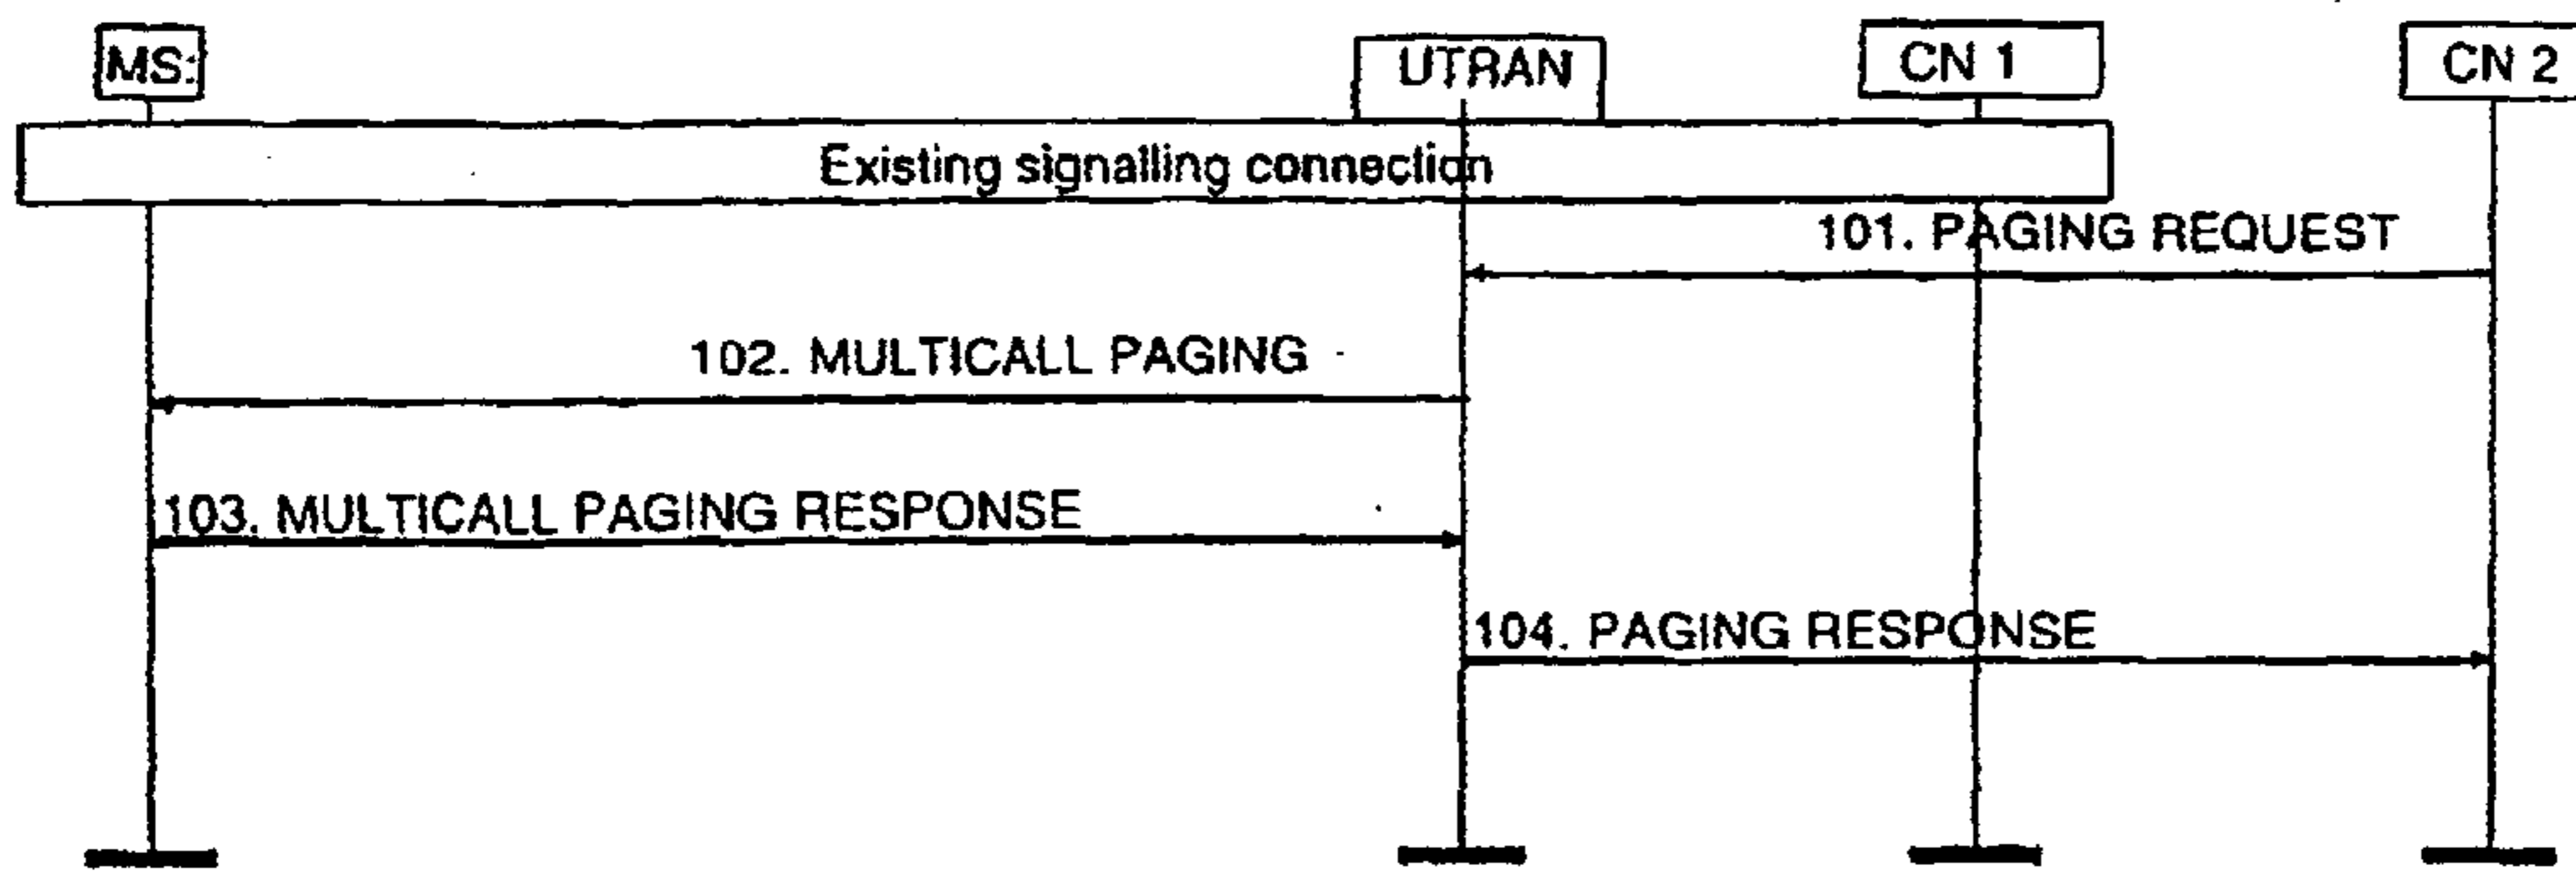 MS:
UTRAN
CN 1
CN 2
Existing signalling connection
101. PAGING REQUEST
102. MULTICALL PAGING
103. MULTICALL PAGING RESPONSE
104. PAGING RESPONSE